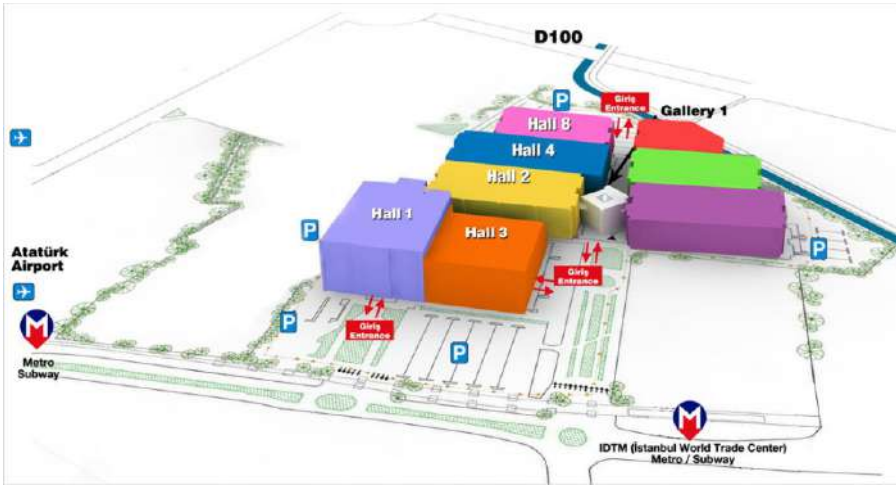 D100
P
Giriş
Entrance
Gallery 1
Hall 8
Hall 4
Hall 2
Hall 1
Hall 3
P
P
Giriş
Entrance
Atatürk
Airport
P
Giriş
Entrance
P
M
Metro
Subway
M
IDTM (İstanbul World Trade Center)
Metro / Subway